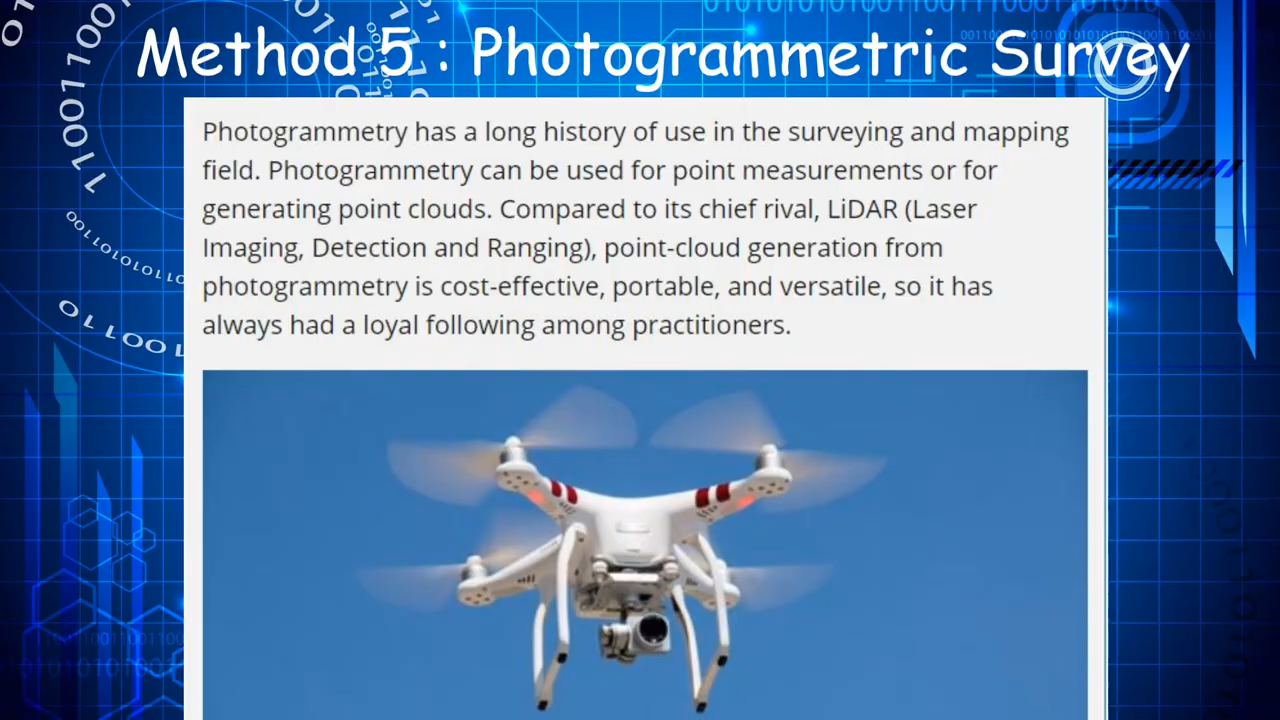 Method 5 : Photogrammetric Survey
Photogrammetry has a long history of use in the surveying and mapping
field. Photogrammetry can be used for point measurements or for
generating point clouds. Compared to its chief rival, LiDAR (Laser
Imaging, Detection and Ranging), point-cloud generation from
photogrammetry is cost-effective, portable, and versatile, so it has
always had a loyal following among practitioners.